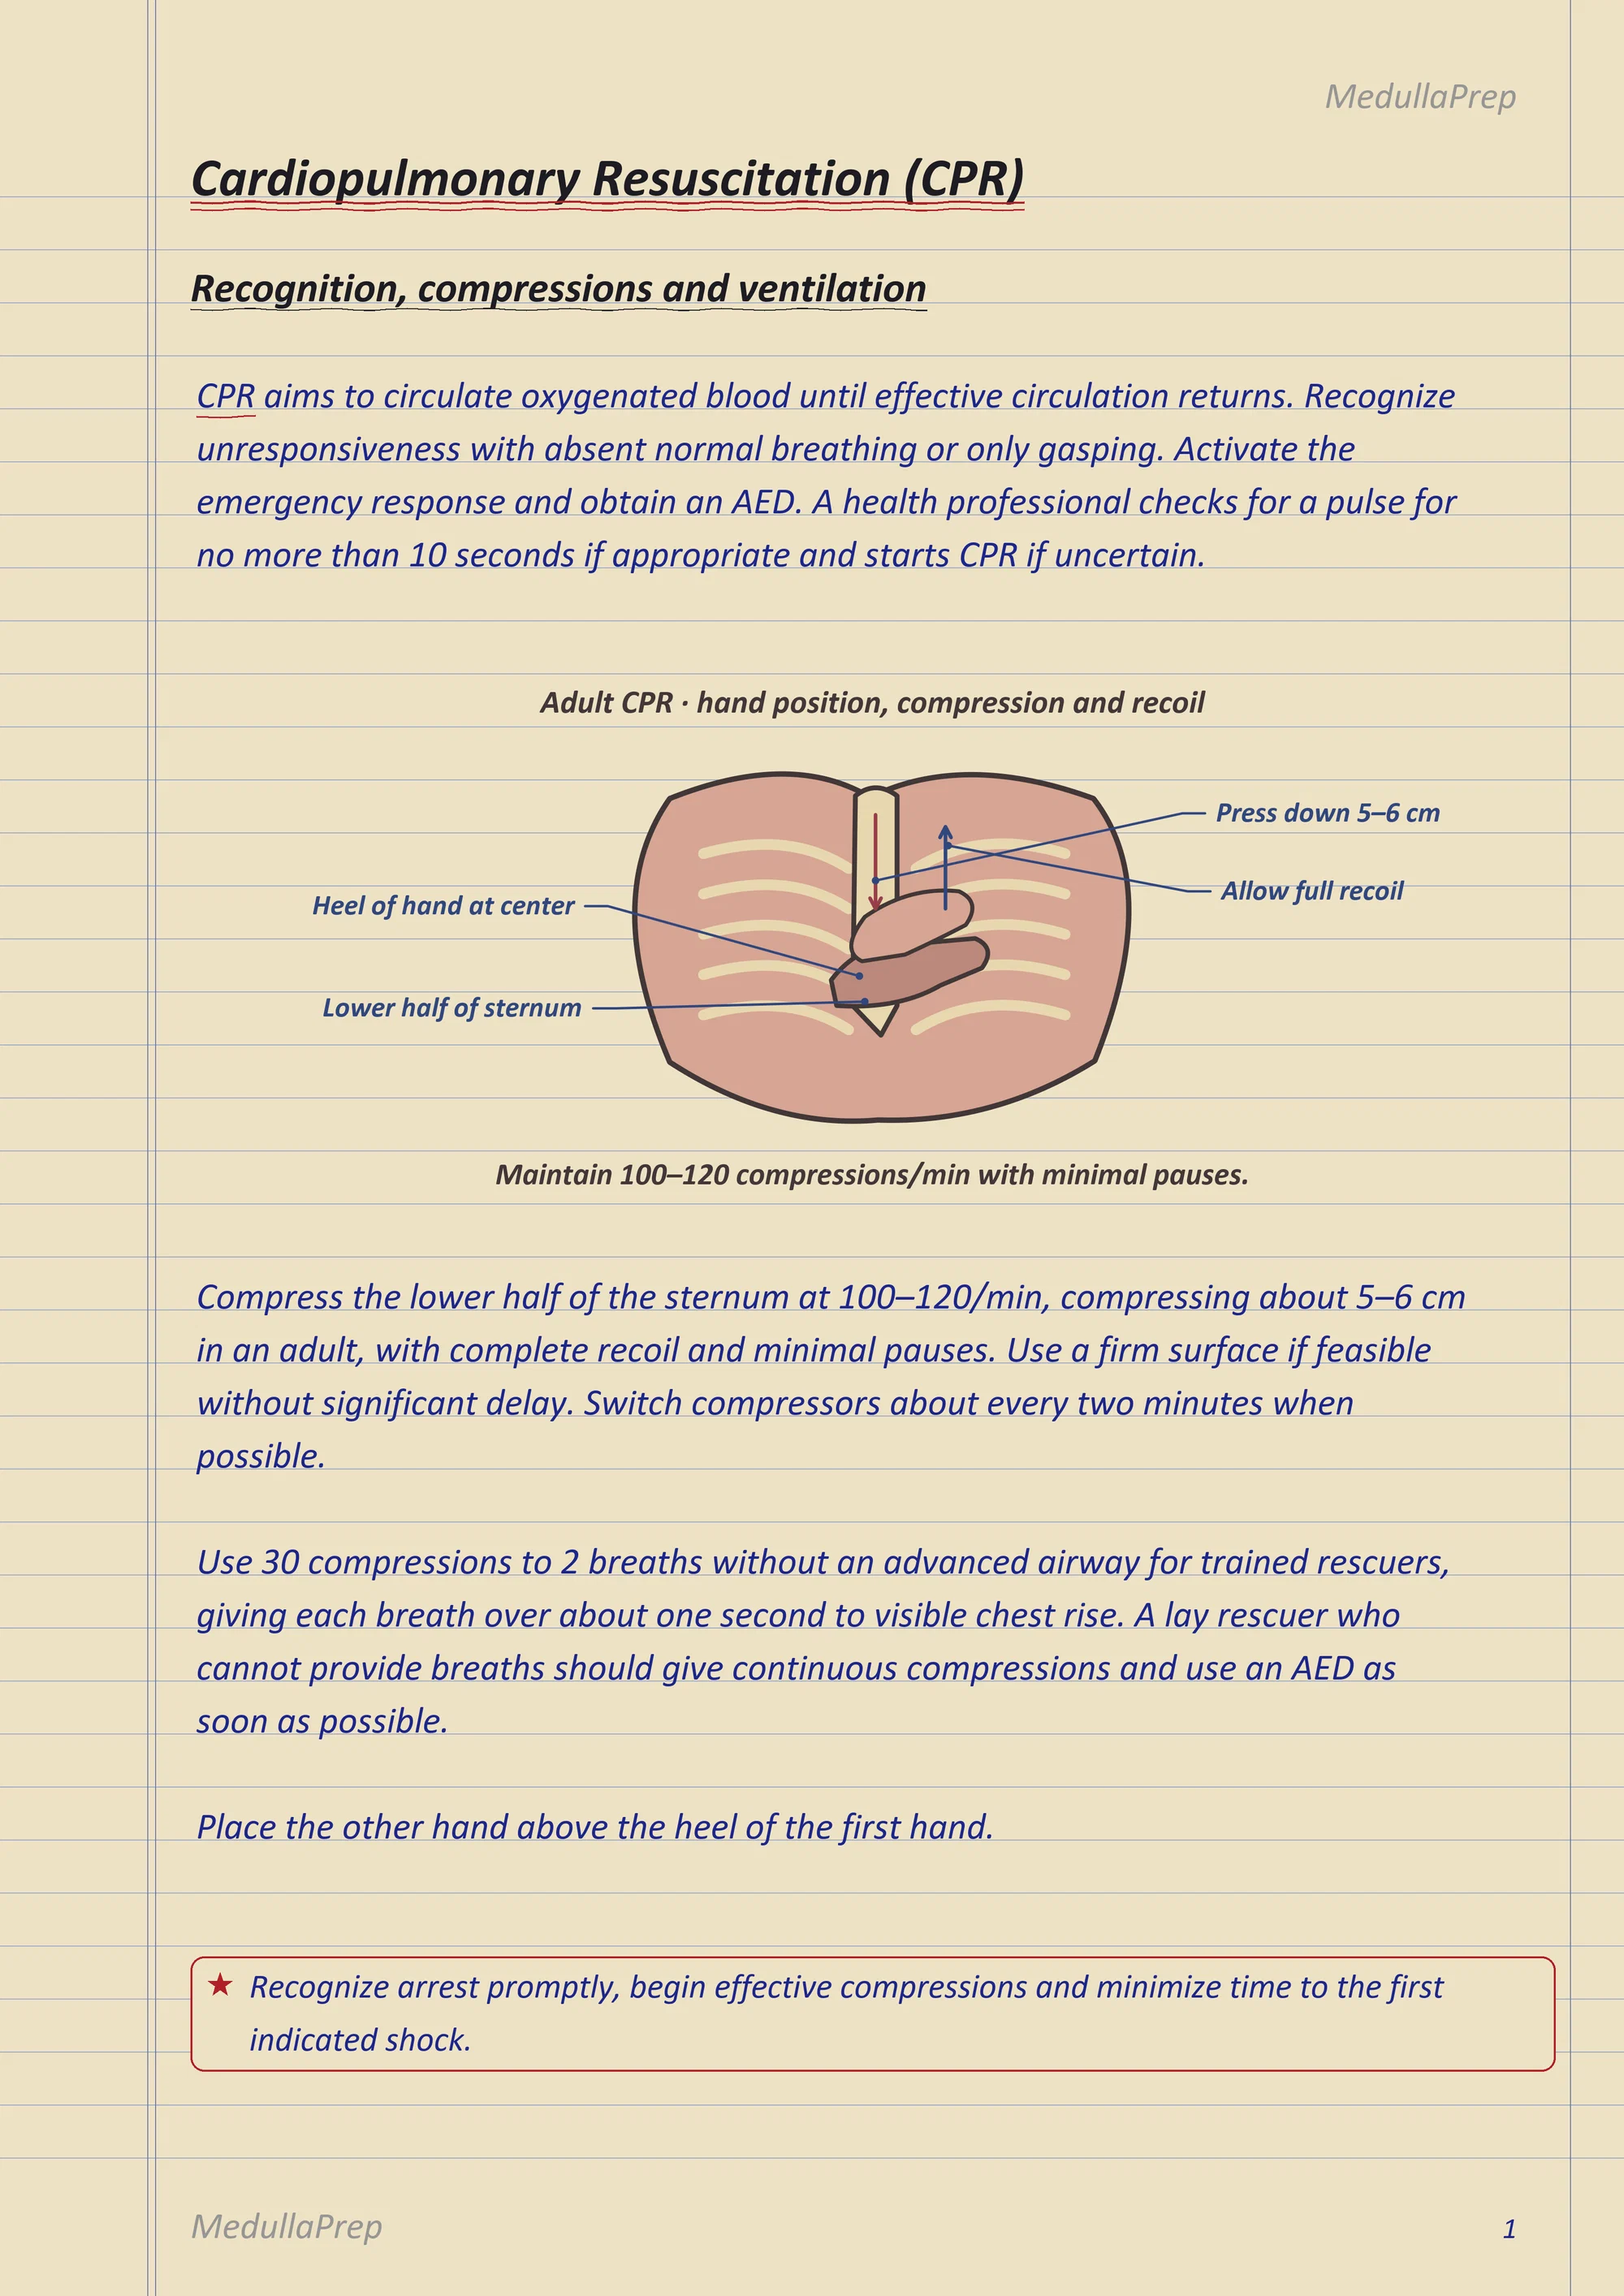 MedullaPrep
Cardiopulmonary Resuscitation (CPR)
Recognition, compressions and ventilation
CPR aims to circulate oxygenated blood until effective circulation returns. Recognize
unresponsiveness with absent normal breathing or only gasping. Activate the
emergency response and obtain an AED. A health professional checks for a pulse for
no more than 10 seconds if appropriate and starts CPR if uncertain.
Adult CPR · hand position, compression and recoil
Press down 5–6 cm
Allow full recoil
Heel of hand at center
Lower half of sternum
Maintain 100–120 compressions/min with minimal pauses.
Compress the lower half of the sternum at 100–120/min, compressing about 5–6 cm
in an adult, with complete recoil and minimal pauses. Use a firm surface if feasible
without significant delay. Switch compressors about every two minutes when
possible.
Use 30 compressions to 2 breaths without an advanced airway for trained rescuers,
giving each breath over about one second to visible chest rise. A lay rescuer who
cannot provide breaths should give continuous compressions and use an AED as
soon as possible.
Place the other hand above the heel of the first hand.
★ Recognize arrest promptly, begin effective compressions and minimize time to the first
indicated shock.
MedullaPrep
1